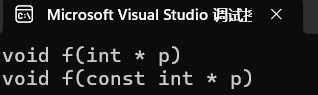 Microsoft Visual Studio 调试
void f(int * p)
void f(const int * p)